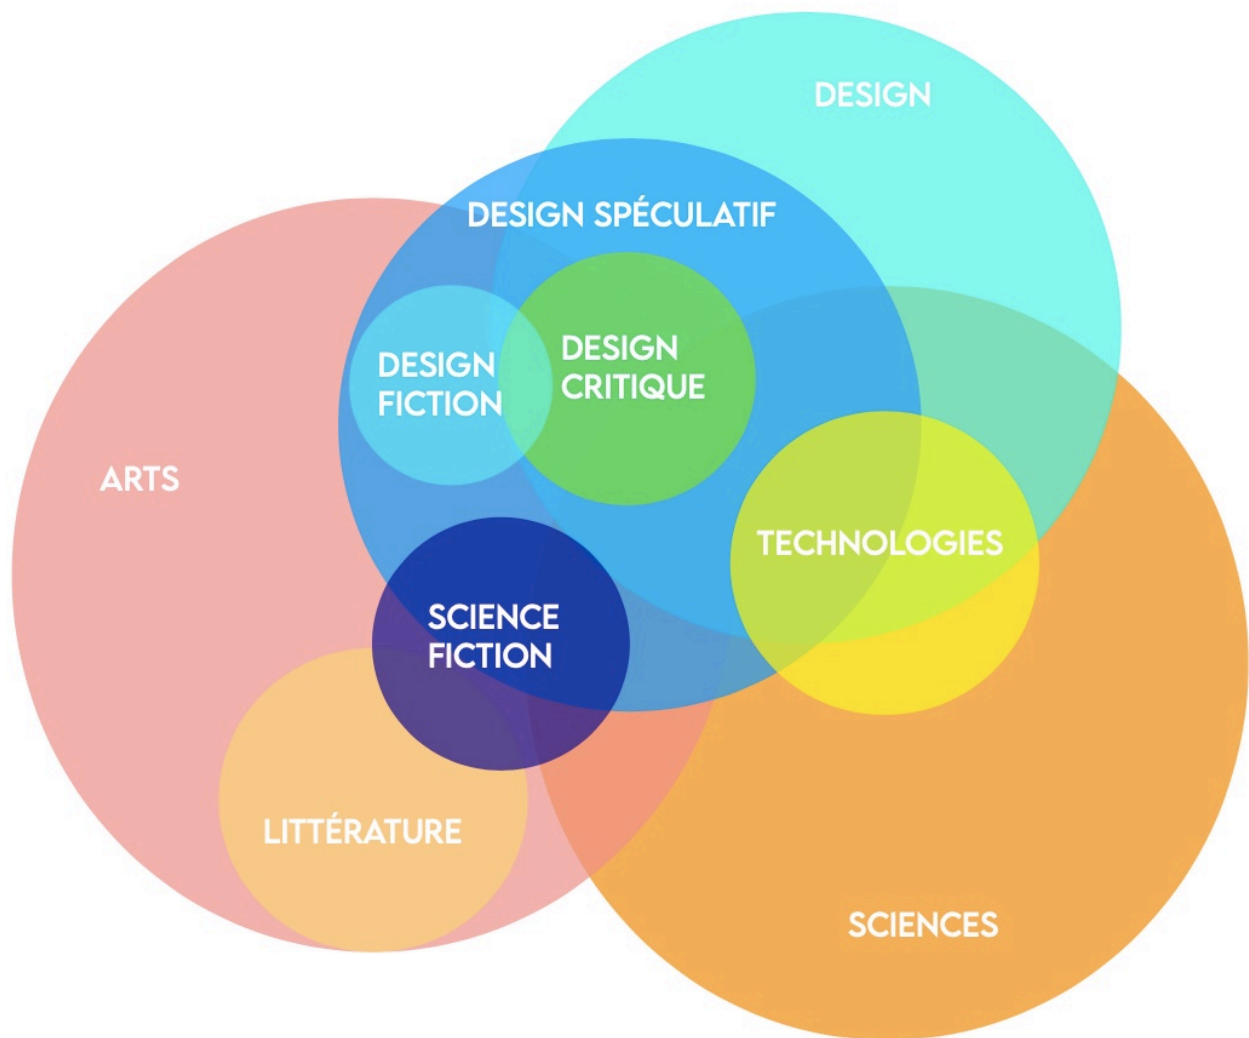 DESIGN
DESIGN SPÉCULATIF
DESIGN
FICTION
DESIGN
CRITIQUE
ARTS
TECHNOLOGIES
SCIENCE
FICTION
LITTÉRATURE
SCIENCES